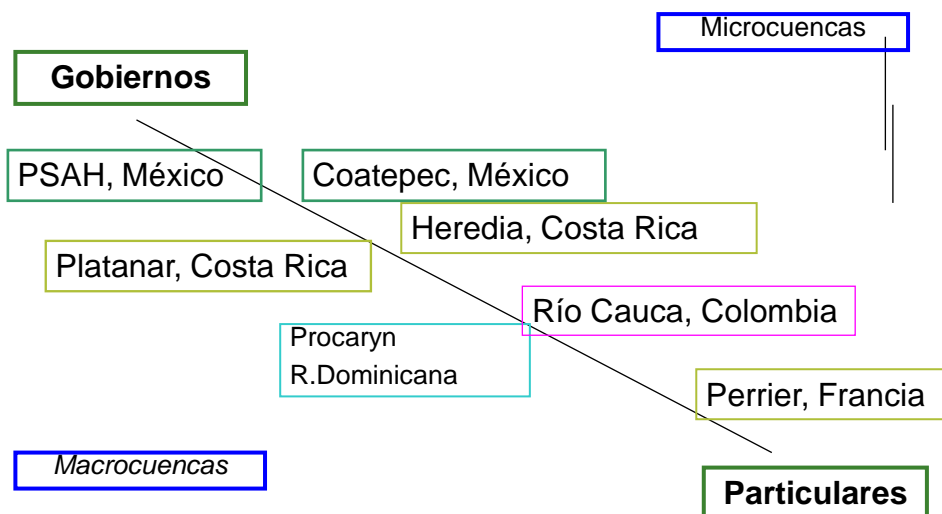 Microcuencas
Gobiernos
PSAH, México
Coatepec, México
Heredia, Costa Rica
Platanar, Costa Rica
Río Cauca, Colombia
Procaryn
R.Dominicana
Perrier, Francia
Macrocuencas
Particulares